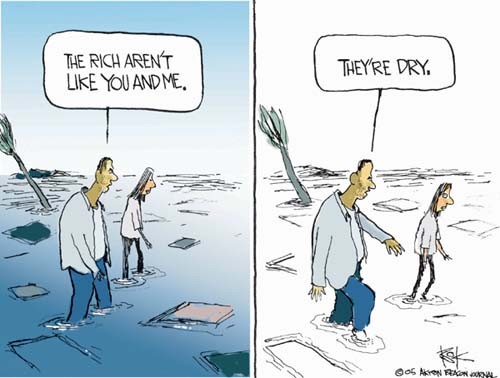 THE RICH AREN'T
LIKE YOU AND ME.
THEY'RE DRY.
© 05 AKRON BEACON JOURNAL